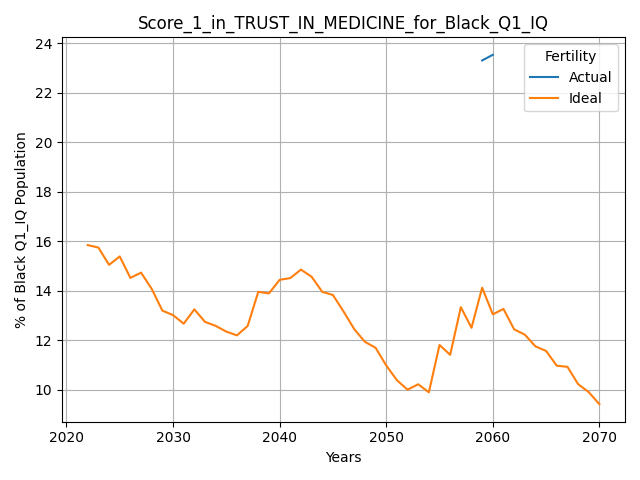 Score_1_in_TRUST_IN_MEDICINE_for_Black_Q1_IQ
24
22
20
18
16
14
12
10
% of Black Q1_IQ Population
Fertility
Actual
Ideal
2020 2030 2040 2050 2060 2070
Years